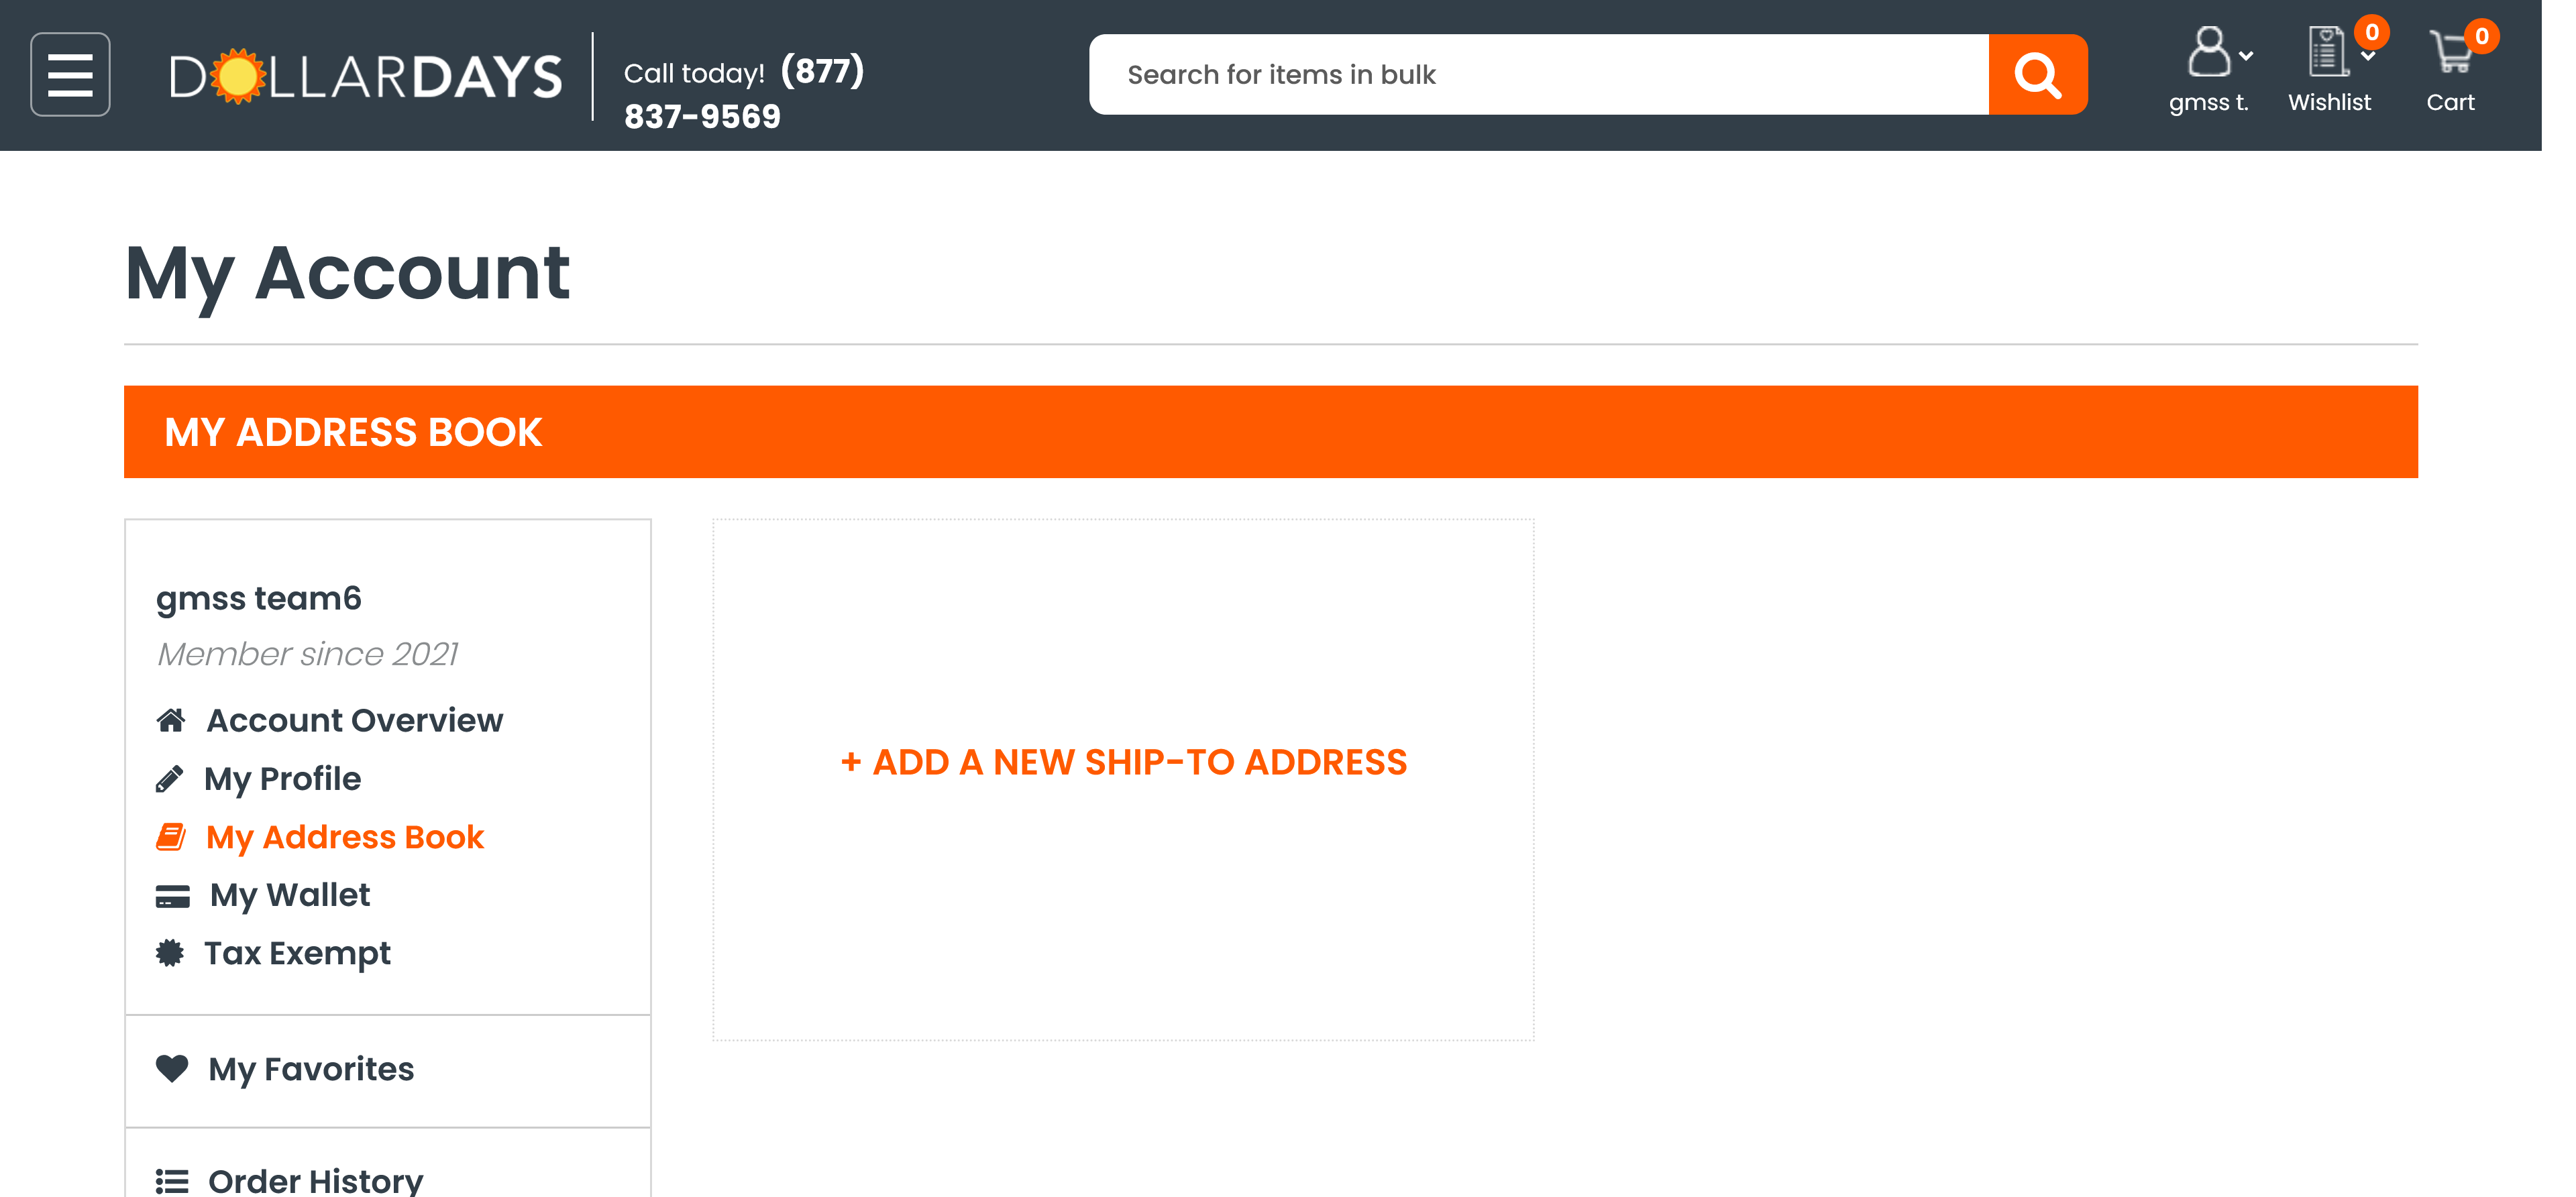 DOLLARDAYS
Call today! (877)
837-9569
Search for items in bulk
gmss t.
0
Wishlist
0
Cart
My Account
MY ADDRESS BOOK
gmss team6
Member since 2021
Account Overview
My Profile
My Address Book
My Wallet
Tax Exempt
My Favorites
Order History
+ ADD A NEW SHIP-TO ADDRESS